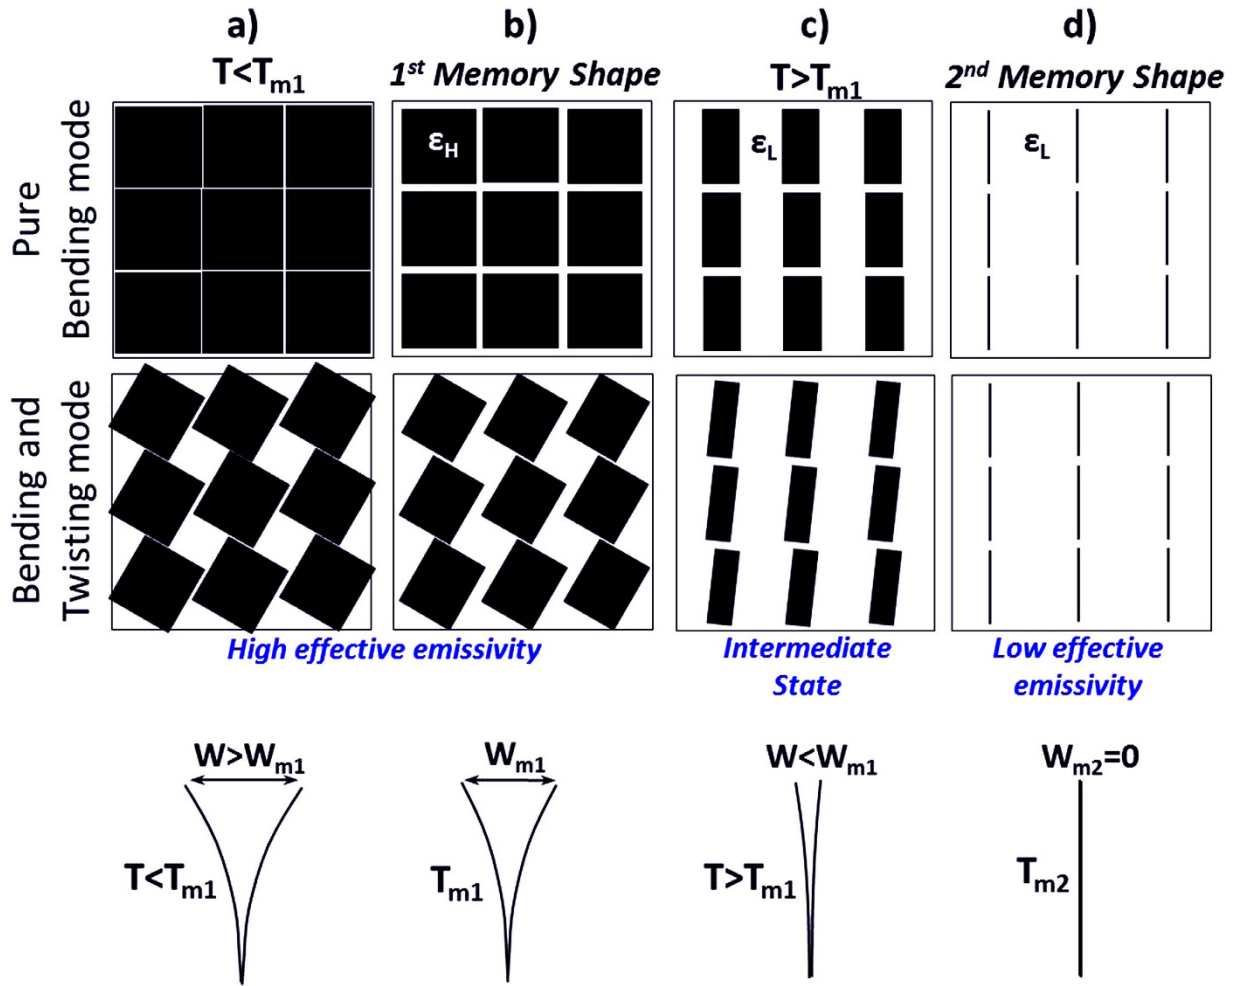 a)
b)
c)
d)
T<Tm1
1st Memory Shape
T>Tm1
2nd Memory Shape
Pure
Bending mode
εH
εL
εL
Bending and
Twisting mode
High effective emissivity
Intermediate
State
Low effective
emissivity
W>Wm1
Wm1
W<Wm1
Wm2=0
T<Tm1
Tm1
T>Tm1
Tm2